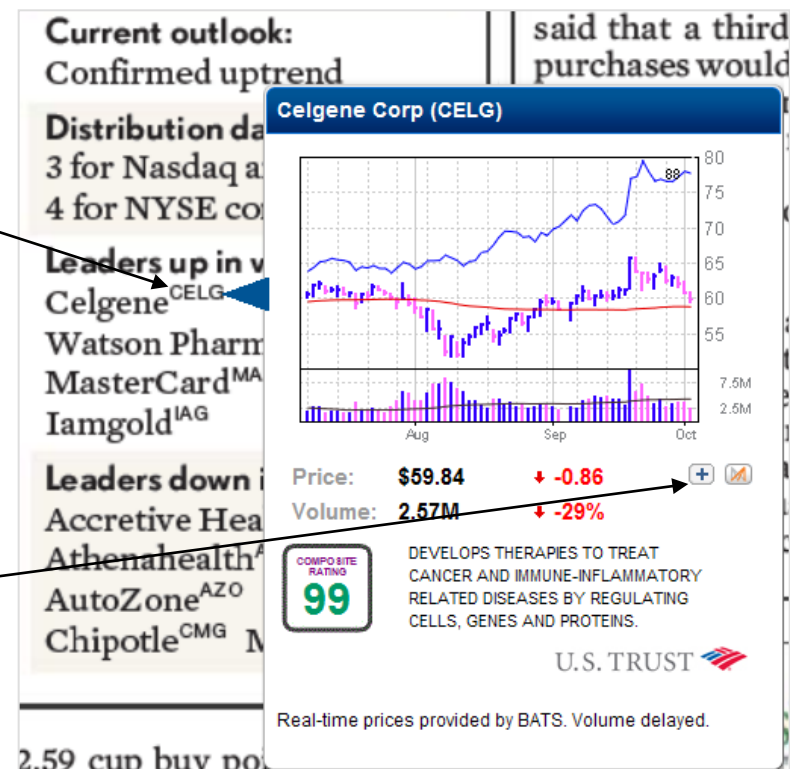 Current outlook:
Confirmed uptrend
Distribution da
3 for Nasdaq a
4 for NYSE co
Leaders up in v
Celgene CELG
Watson Pharm
MasterCard MA
Iamgold IAG
Leaders down i
Accretive Hea
Athenahealth
AutoZone AZO
Chipotle CMG M
2.59 cup buy poi
said that a third
purchases would
Celgene Corp (CELG)
88
80
75
70
65
60
55
7.5M
2.5M
Aug Sep Oct
Price: $59.84 -0.86
Volume: 2.57M -29%
COMPOSITE
RATING
99
DEVELOPS THERAPIES TO TREAT
CANCER AND IMMUNE-INFLAMMATORY
RELATED DISEASES BY REGULATING
CELLS, GENES AND PROTEINS.
U.S. TRUST
Real-time prices provided by BATS. Volume delayed.